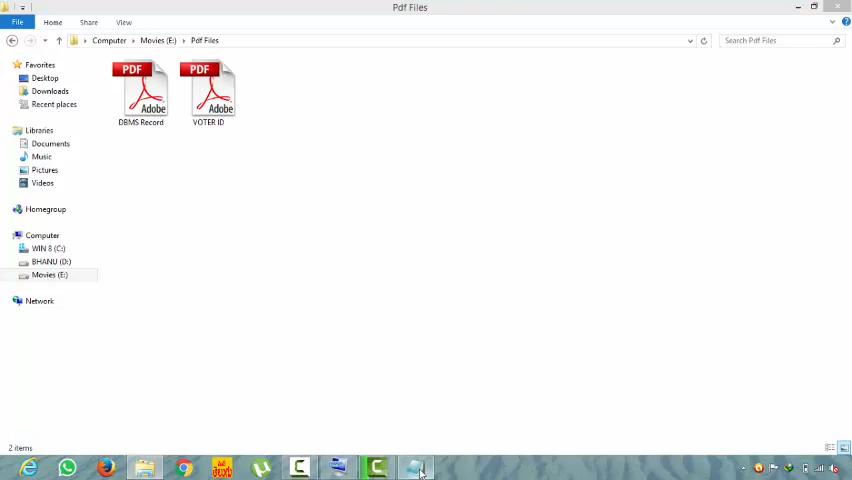 Pdf Files
File Home Share View
Computer Movies (E:) Pdf Files
Search Pdf Files
Favorites
Desktop
Downloads
Recent places
Libraries
Documents
Music
Pictures
Videos
Homegroup
Computer
WIN 8 (C:)
BHANU (D:)
Movies (E:)
Network
PDF PDF
Adobe Adobe
DBMS Record VOTER ID
2 items